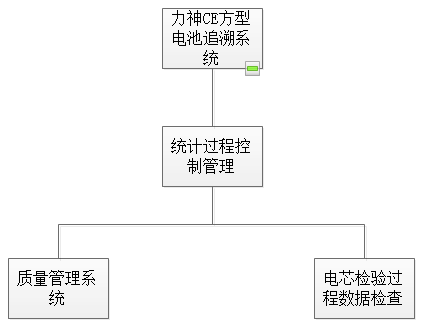 力神CE方型
电池追溯系
统
统计过程控
制管理
质量管理系
统
电芯检验过
程数据检查